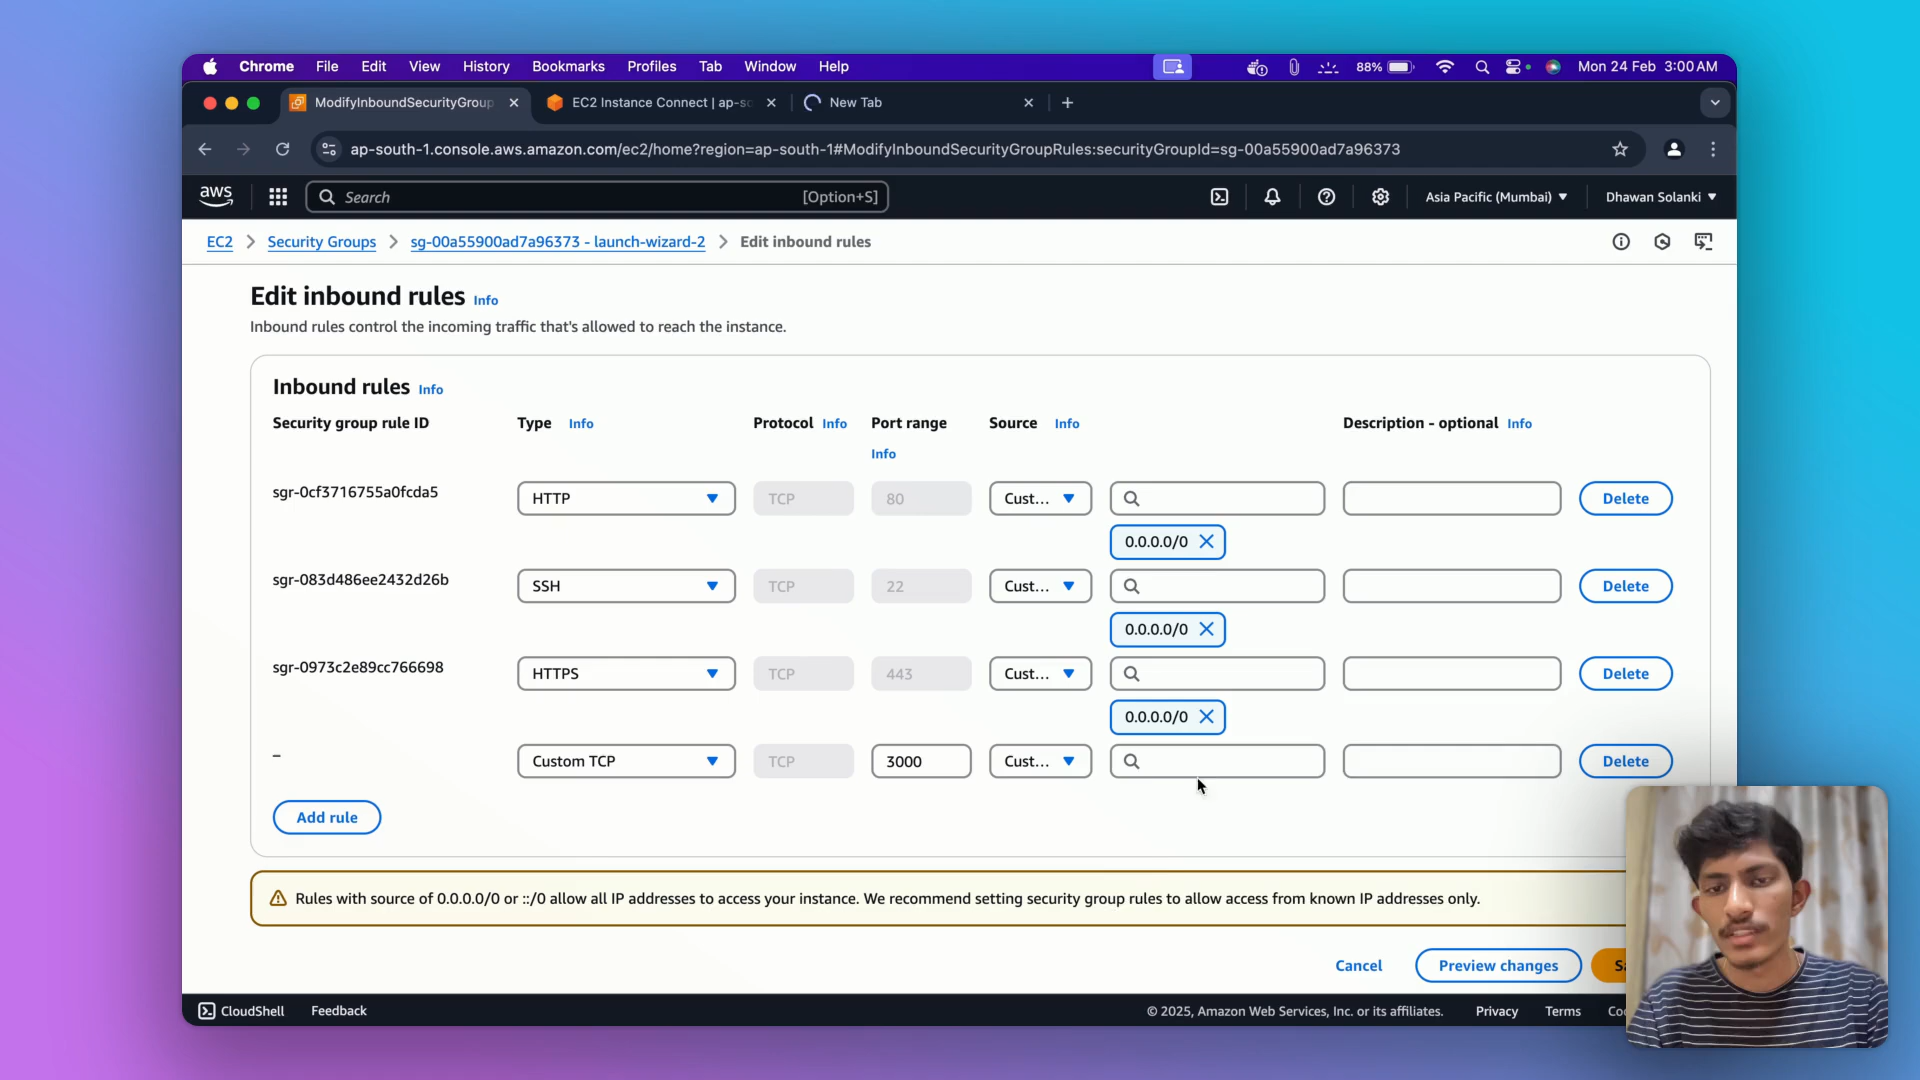 Chrome File Edit View History Bookmarks Profiles Tab Window Help 88% Mon 24 Feb 3:00 AM
ModifyInboundSecurityGroup EC2 Instance Connect | ap-so New Tab
ap-south-1.console.aws.amazon.com/ec2/home?region=ap-south-1#ModifyInboundSecurityGroupRules:securityGroupId=sg-00a55900ad7a96373
aws Search [Option+S] Asia Pacific (Mumbai) Dhawan Solanki
EC2 Security Groups sg-00a55900ad7a96373 - launch-wizard-2 Edit inbound rules
Edit inbound rules Info
Inbound rules control the incoming traffic that's allowed to reach the instance.
Inbound rules Info
Security group rule ID Type Info Protocol Info Port range Source Info Description - optional Info
Info
sgr-0cf3716755a0fcda5 HTTP TCP 80 Cust... Delete
0.0.0.0/0
sgr-083d486ee2432d26b SSH TCP 22 Cust... Delete
0.0.0.0/0
sgr-0973c2e89cc766698 HTTPS TCP 443 Cust... Delete
0.0.0.0/0
– Custom TCP TCP 3000 Cust... Delete
Add rule
Rules with source of 0.0.0.0/0 or ::/0 allow all IP addresses to access your instance. We recommend setting security group rules to allow access from known IP addresses only.
Cancel Preview changes
CloudShell Feedback © 2025, Amazon Web Services, Inc. or its affiliates. Privacy Terms